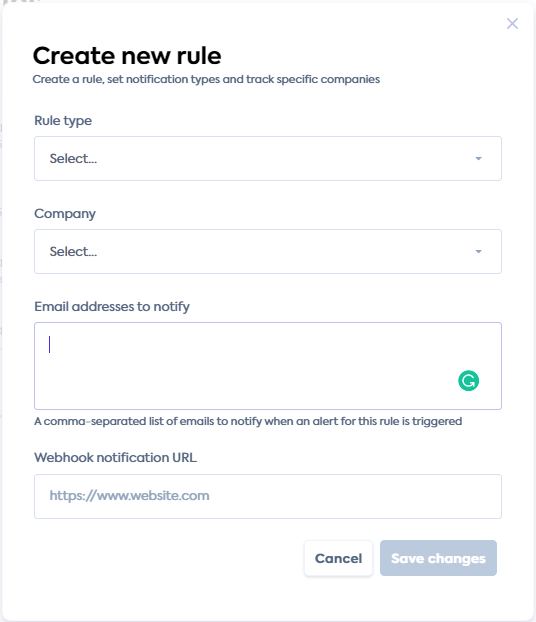 Create new rule
Create a rule, set notification types and track specific companies
Rule type
Select...
Company
Select...
Email addresses to notify
A comma-separated list of emails to notify when an alert for this rule is triggered
Webhook notification URL
https://www.website.com
Cancel
Save changes